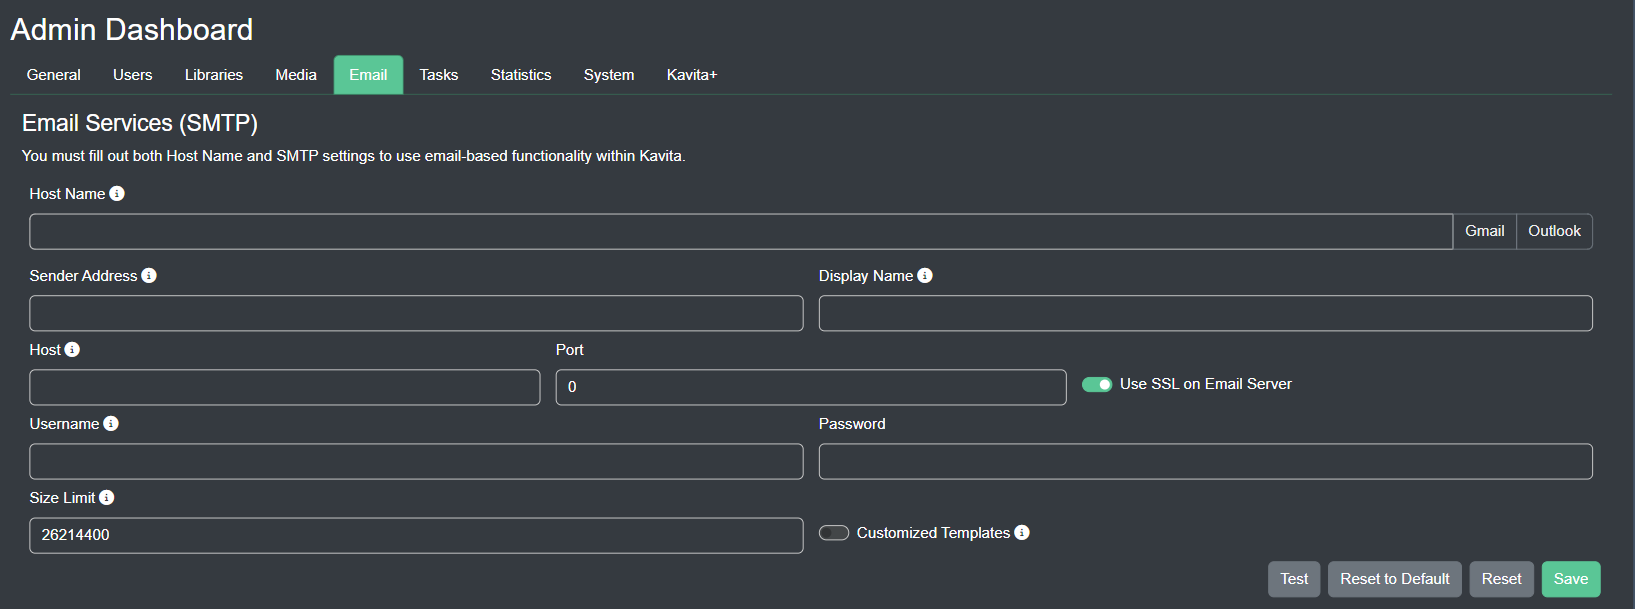 Admin Dashboard
General Users Libraries Media Email Tasks Statistics System Kavita+
Email Services (SMTP)
You must fill out both Host Name and SMTP settings to use email-based functionality within Kavita.
Host Name
Gmail Outlook
Sender Address Display Name
Host Port
0 Use SSL on Email Server
Username Password
Size Limit
26214400 Customized Templates
Test Reset to Default Reset Save